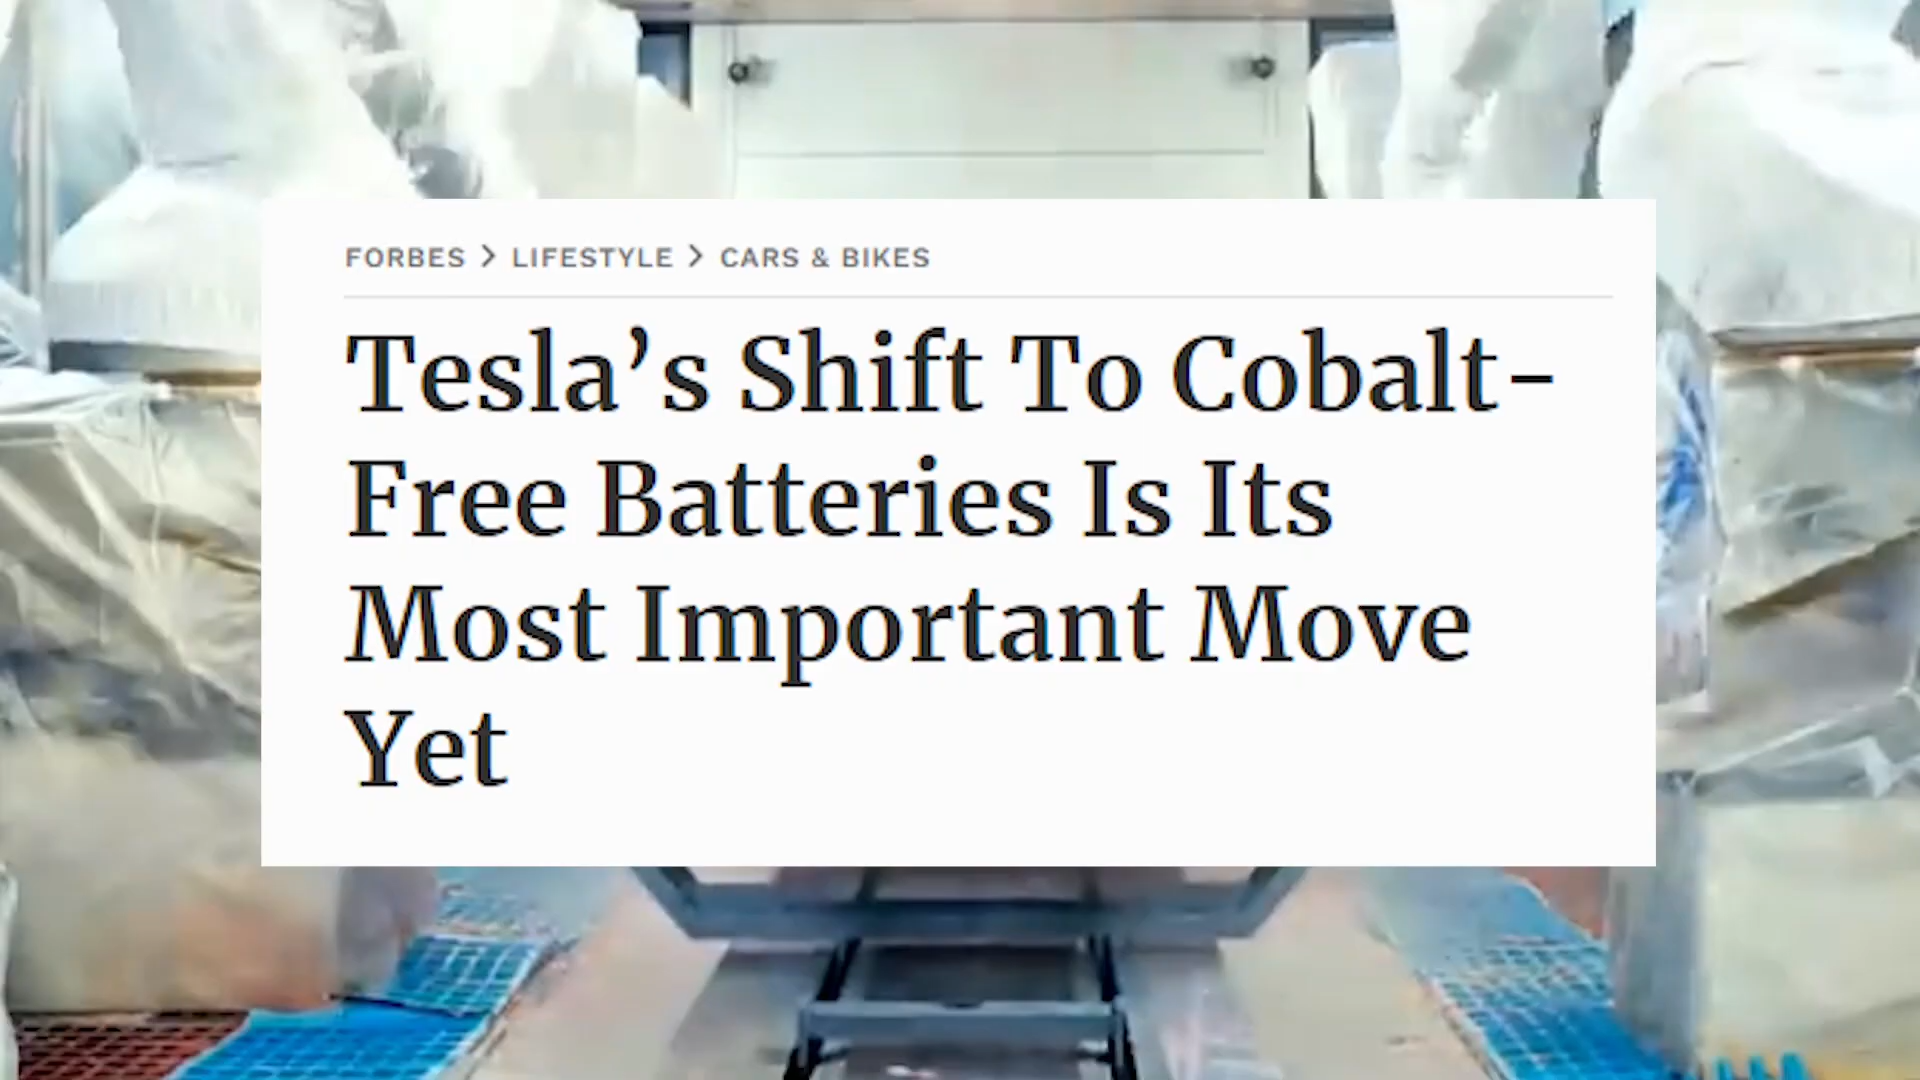 FORBES > LIFESTYLE > CARS & BIKES
Tesla’s Shift To Cobalt-
Free Batteries Is Its
Most Important Move
Yet